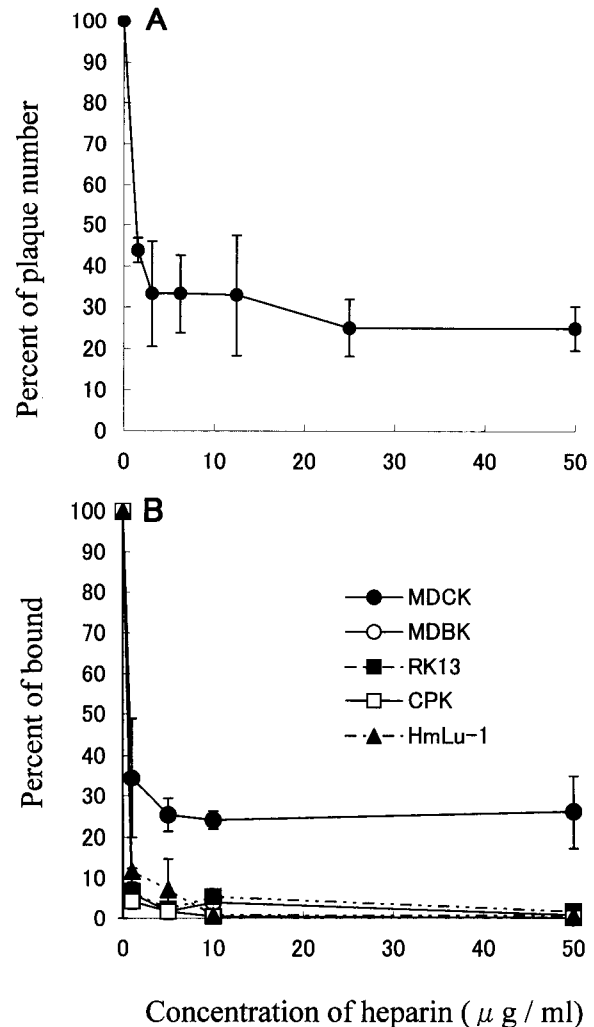 A
100
90
80
70
60
50
40
30
20
10
0
Percent of plaque number
0 10 20 30 40 50
B
100
90
80
70
60
50
40
30
20
10
0
Percent of bound
MDCK
MDBK
RK13
CPK
HmLu-1
0 10 20 30 40 50
Concentration of heparin ( μ g / ml)